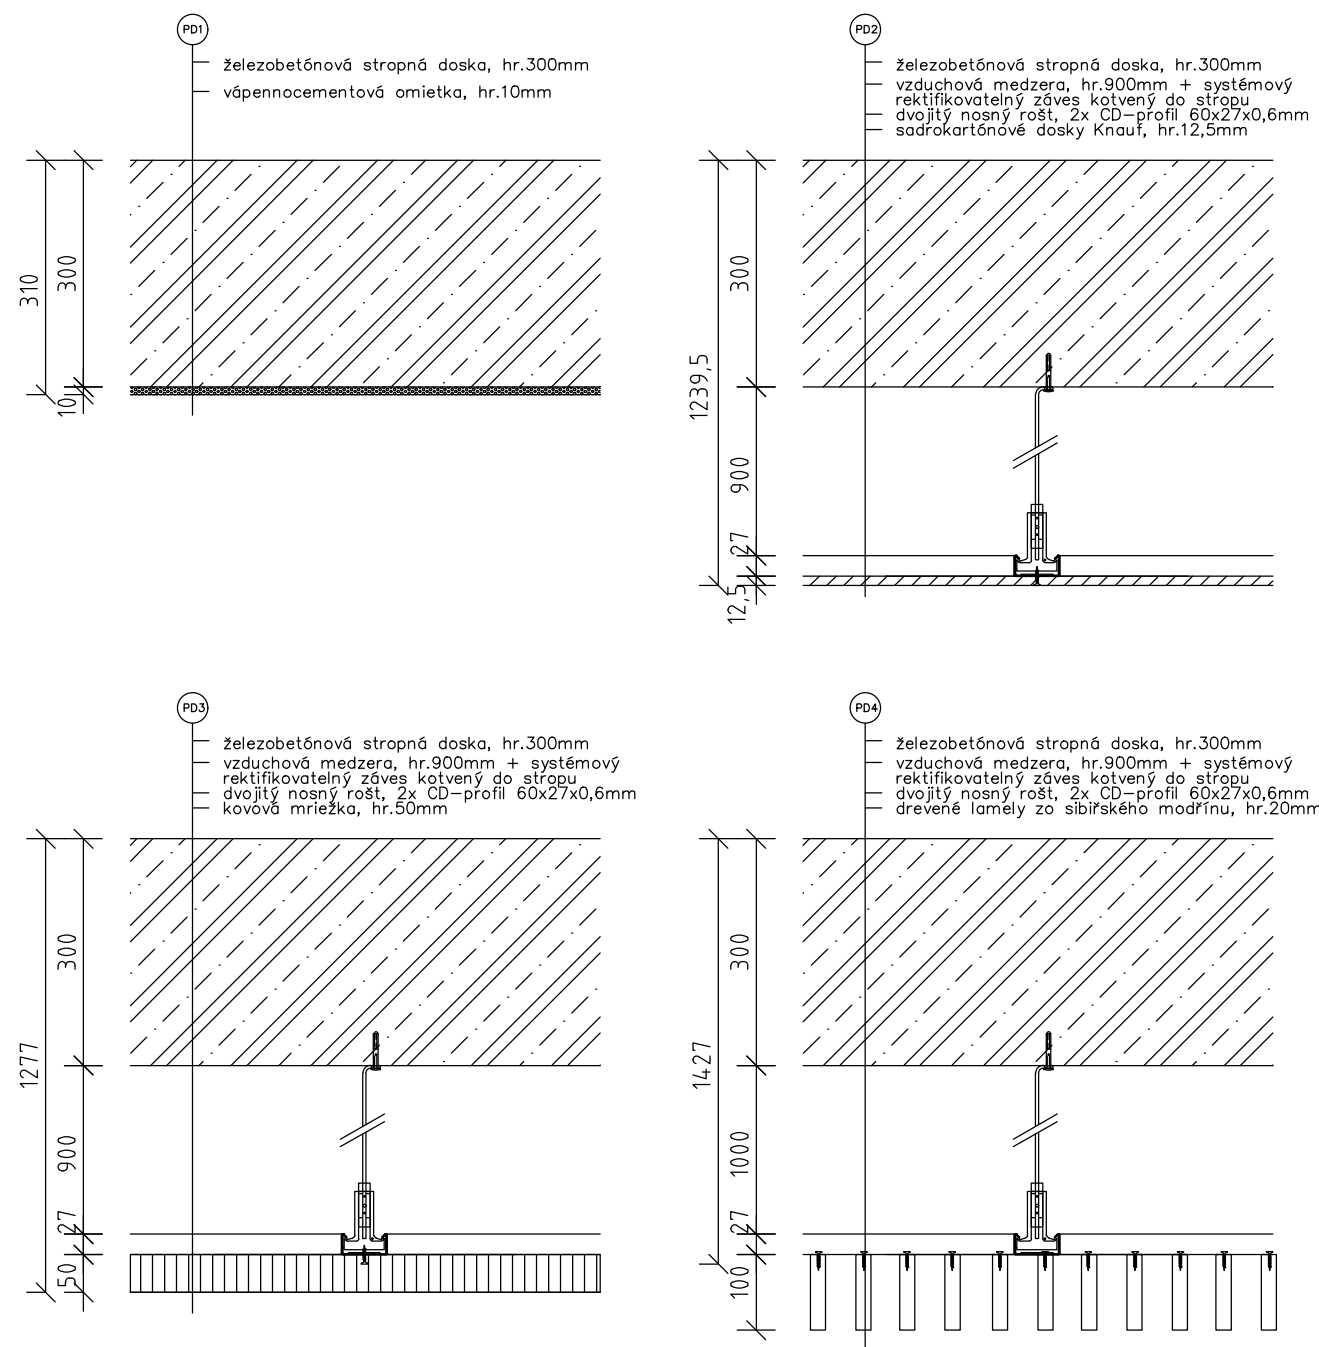 PD1
železobetónová stropná doska, hr.300mm
vápennocementová omietka, hr.10mm
310
300
10
PD2
železobetónová stropná doska, hr.300mm
vzduchová medzera, hr.900mm + systémový
rektifikovatelný záves kotvený do stropu
dvojitý nosný rošt, 2x CD-profil 60x27x0,6mm
sadrokartónové dosky Knauf, hr.12,5mm
1239,5
300
900
27
12,5
PD3
železobetónová stropná doska, hr.300mm
vzduchová medzera, hr.900mm + systémový
rektifikovatelný záves kotvený do stropu
dvojitý nosný rošt, 2x CD-profil 60x27x0,6mm
kovová mriežka, hr.50mm
1277
300
900
27
50
PD4
železobetónová stropná doska, hr.300mm
vzduchová medzera, hr.900mm + systémový
rektifikovatelný záves kotvený do stropu
dvojitý nosný rošt, 2x CD-profil 60x27x0,6mm
drevené lamely zo sibiřského modřínu, hr.20mm
1427
300
1000
27
100